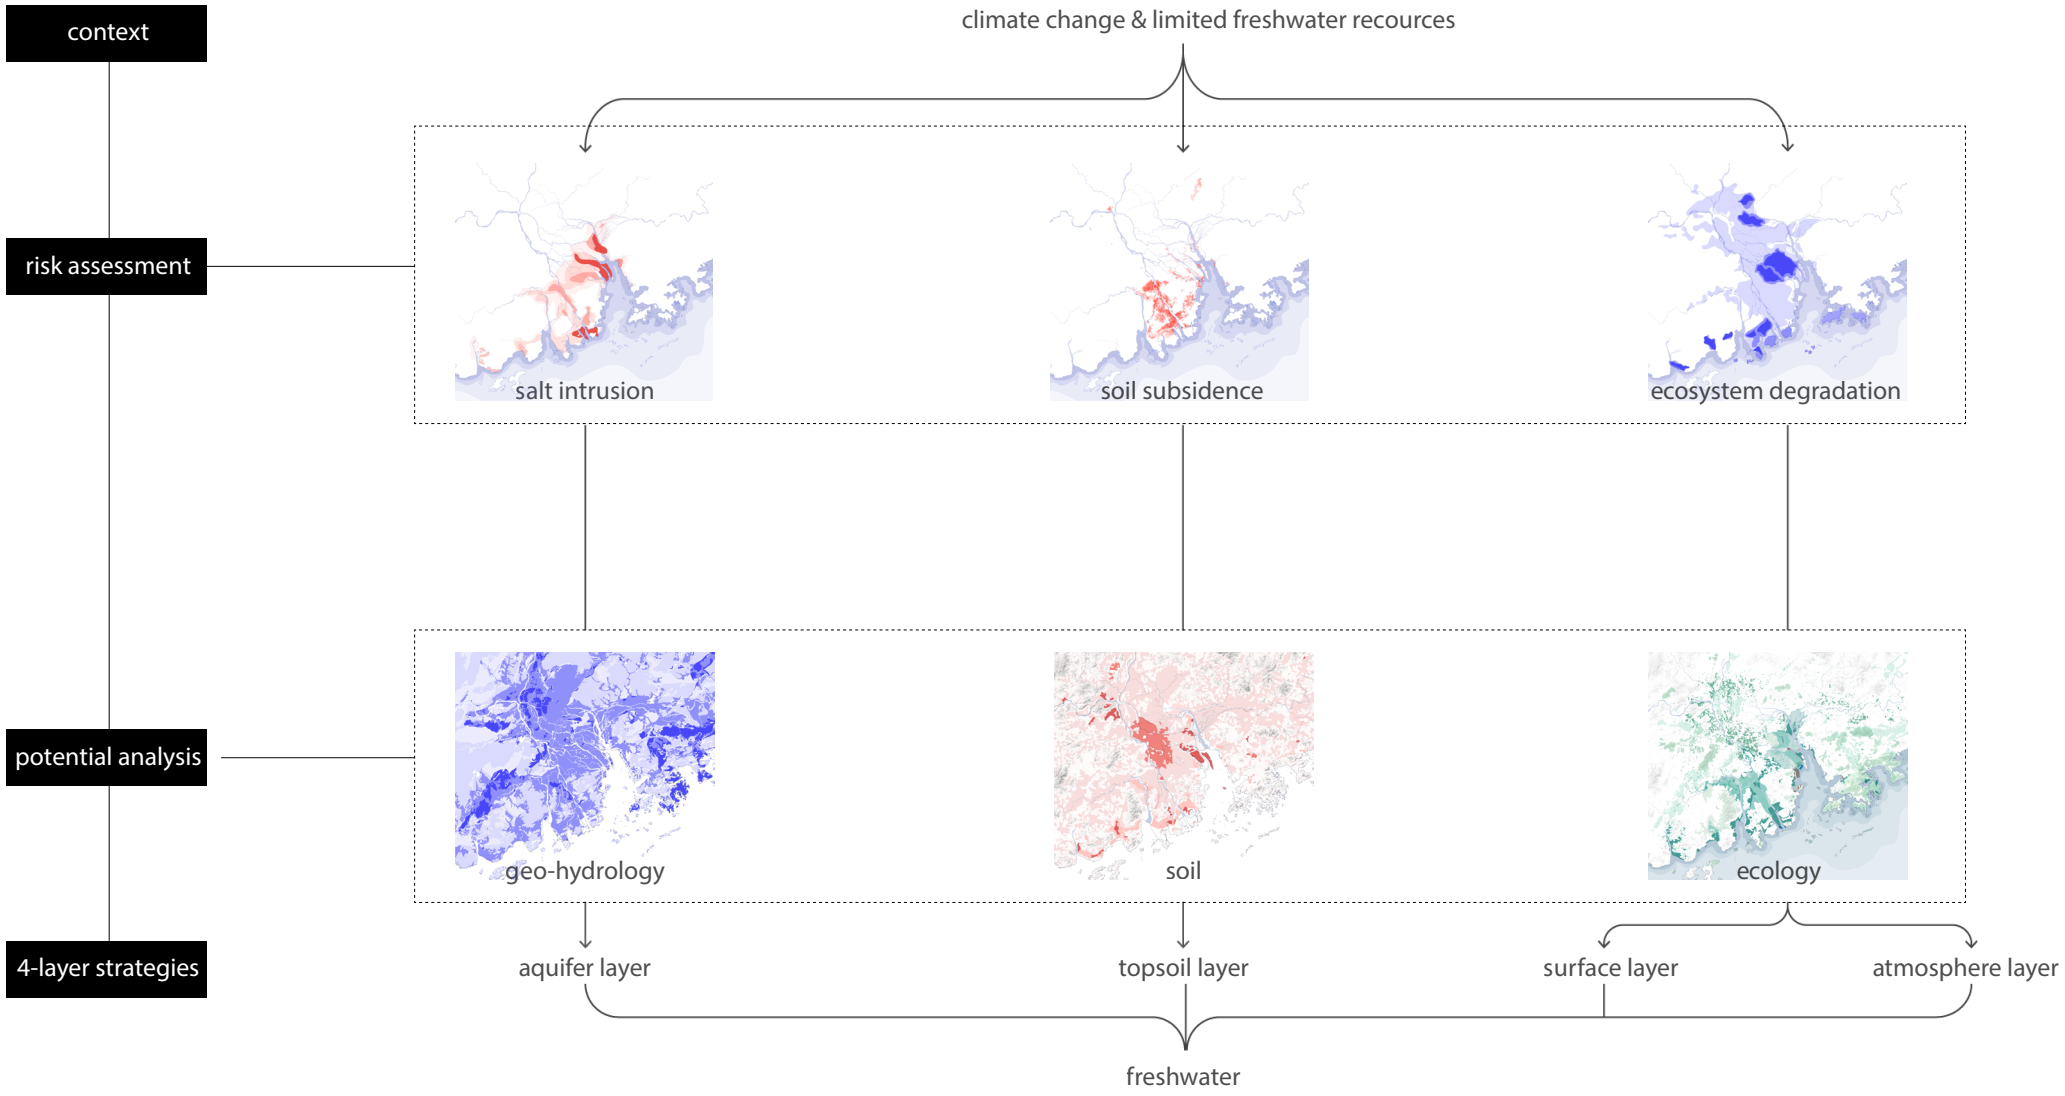 context
climate change & limited freshwater recources
risk assessment
salt intrusion
soil subsidence
ecosystem degradation
potential analysis
geo-hydrology
soil
ecology
4-layer strategies
aquifer layer
topsoil layer
surface layer
atmosphere layer
freshwater